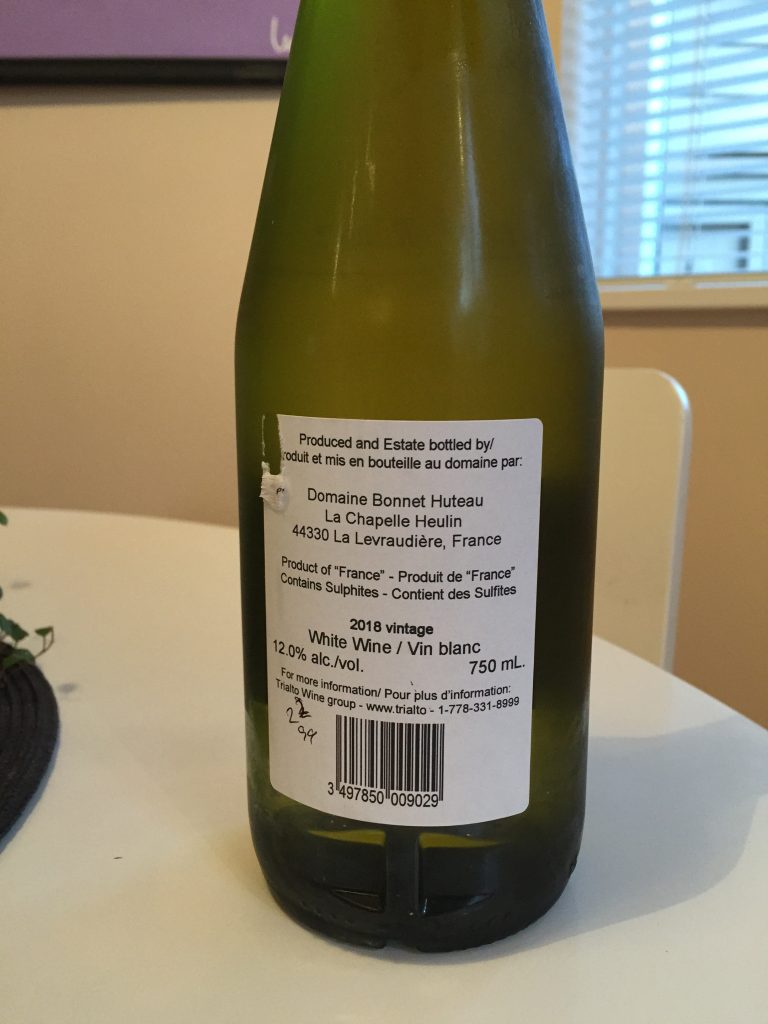 Produced and Estate bottled by/
roduit et mis en bouteille au domaine par:
Domaine Bonnet Huteau
La Chapelle Heulin
44330 La Levraudière, France
Product of “France” - Produit de “France”
Contains Sulphites - Contient des Sulfites
2018 vintage
White Wine / Vin blanc
12.0% alc./vol. 750 mL.
For more information/ Pour plus d'information:
Trialto Wine group - www.trialto - 1-778-331-8999
99
3 497850 009029